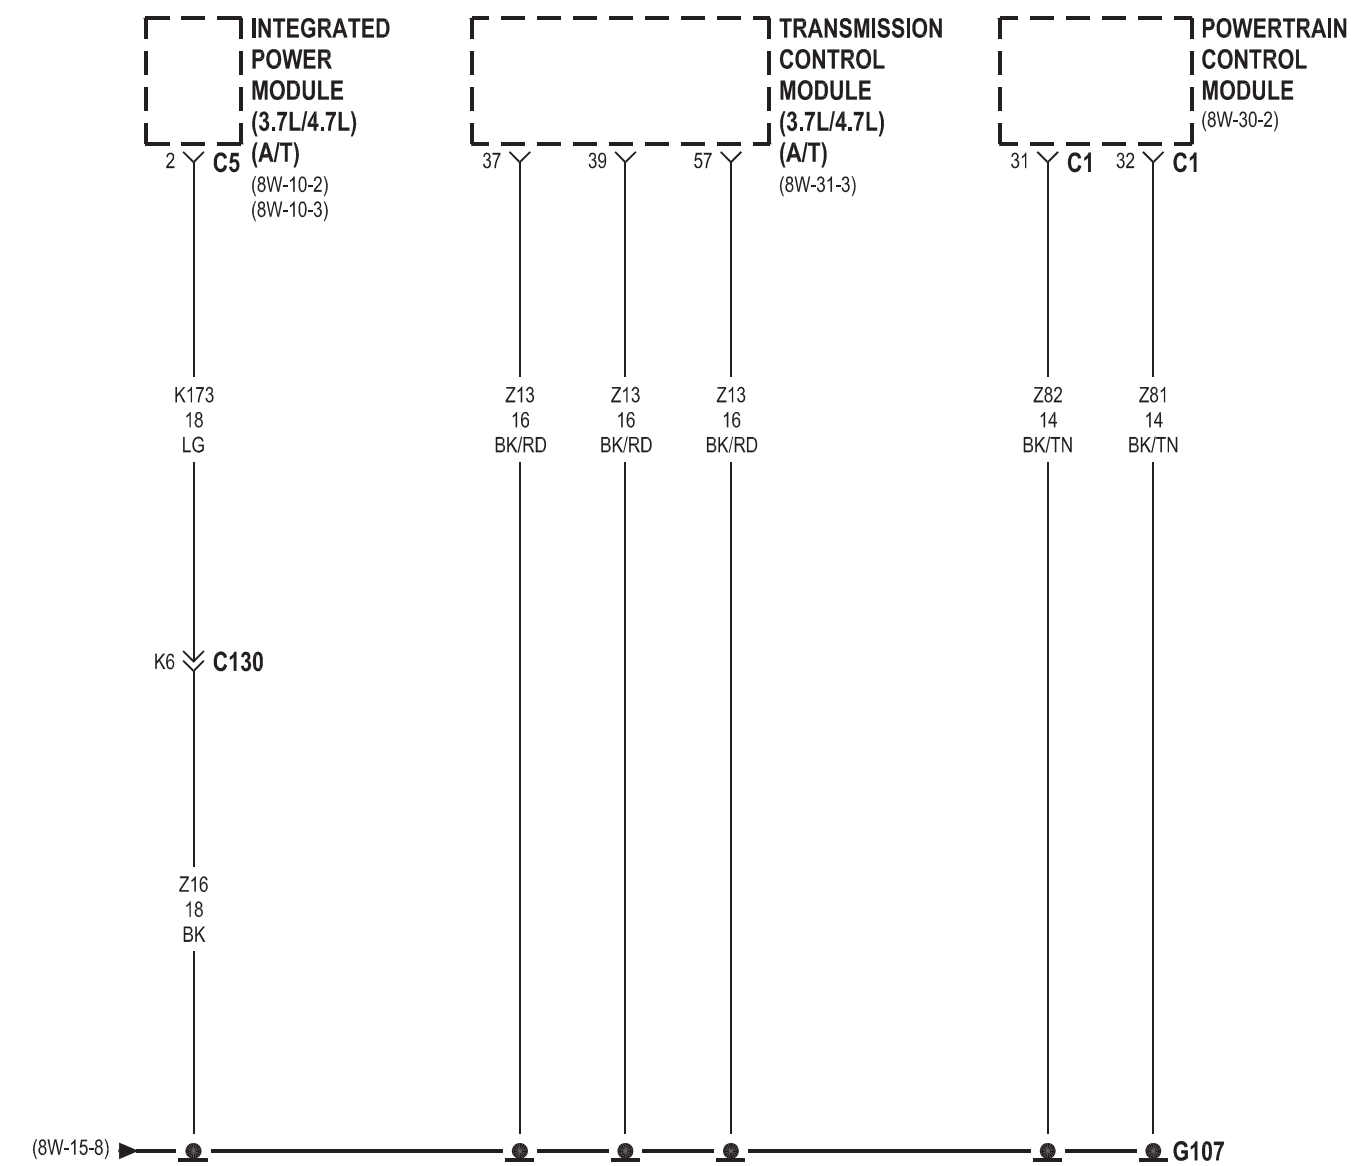 INTEGRATED
POWER
MODULE
(3.7L/4.7L)
(A/T)
(8W-10-2)
(8W-10-3)
TRANSMISSION
CONTROL
MODULE
(3.7L/4.7L)
(A/T)
(8W-31-3)
POWERTRAIN
CONTROL
MODULE
(8W-30-2)
2 C5
37 39 57
31 C1 32 C1
K173 Z13 Z13 Z13 Z82 Z81
18 16 16 16 14 14
LG BK/RD BK/RD BK/RD BK/TN BK/TN
K6 C130
Z16
18
BK
(8W-15-8) G107